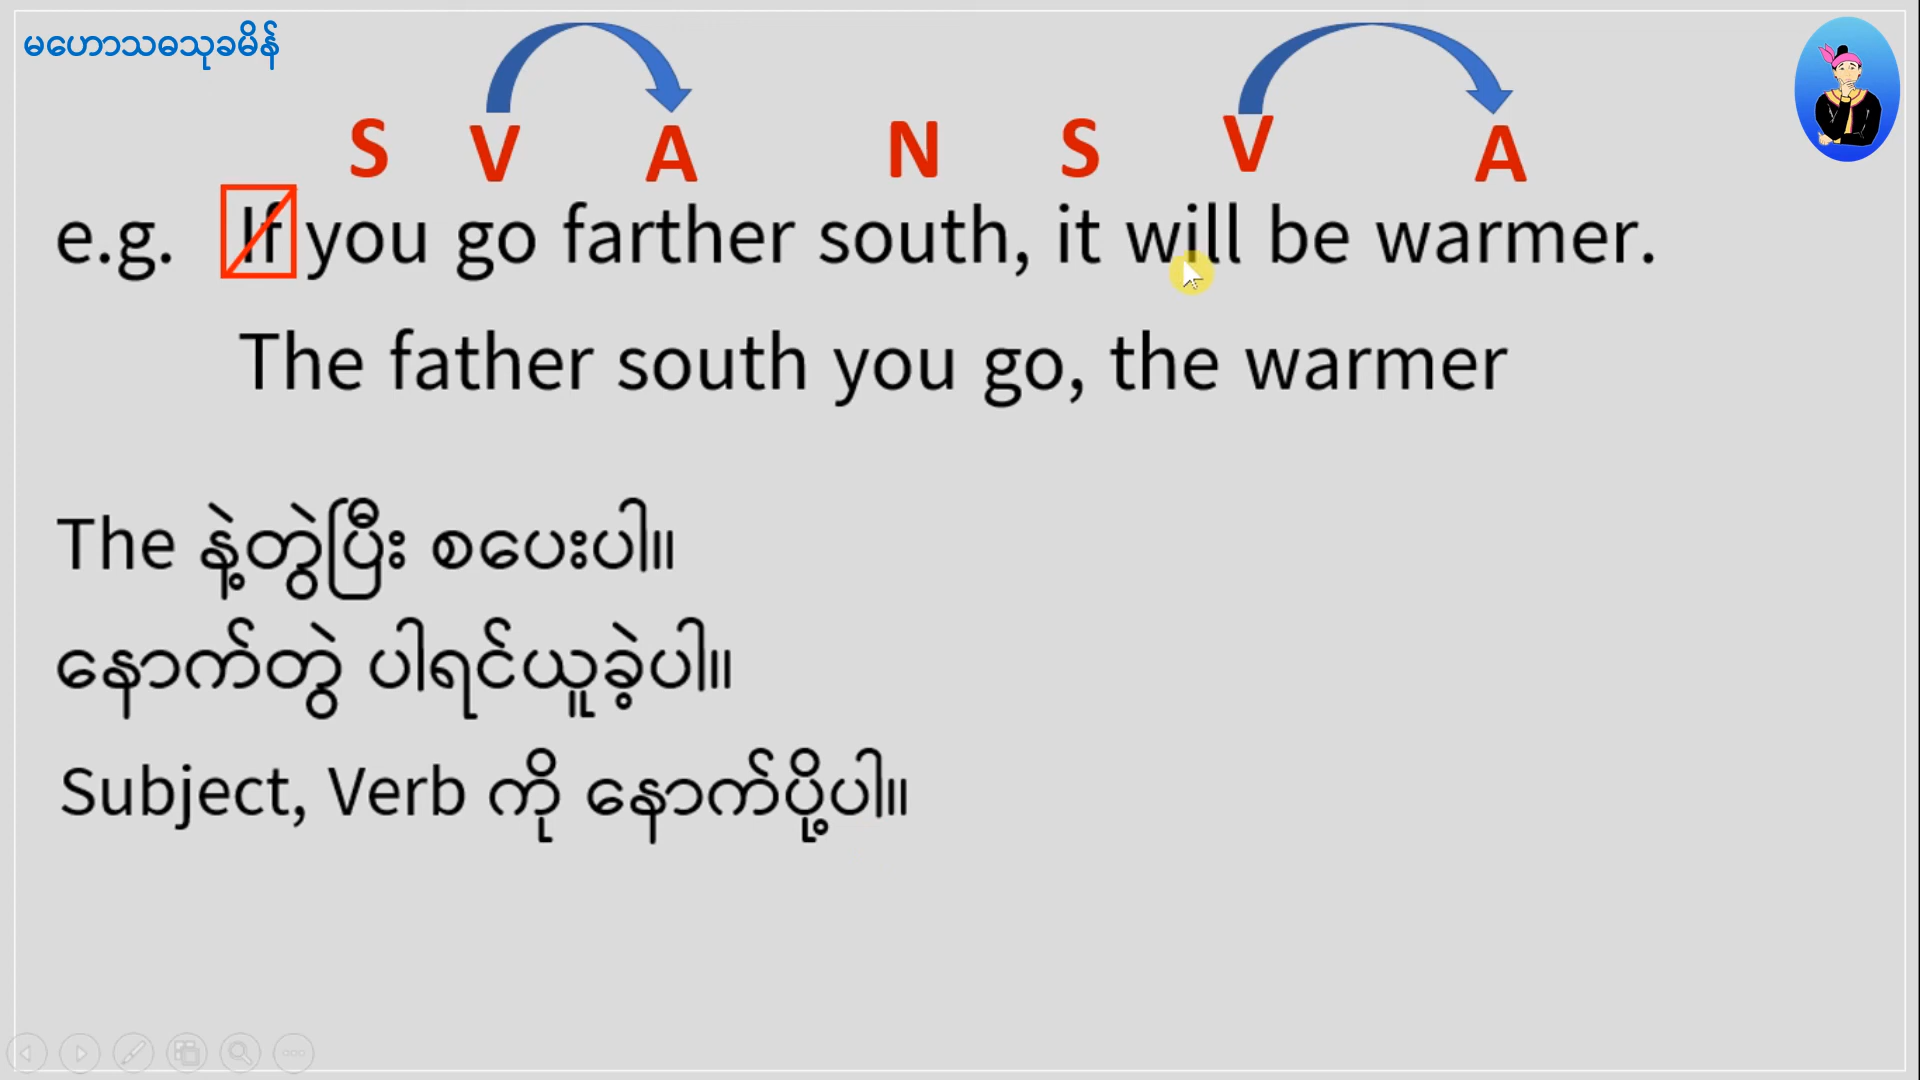 မဟောသဓသုခမိန်
S V A N S V A
e.g. If you go farther south, it will be warmer.
The father south you go, the warmer
The နဲ့တွဲပြီး စပေးပါ။
နောက်တွဲ ပါရင်ယူခဲ့ပါ။
Subject, Verb ကို နောက်ပို့ပါ။